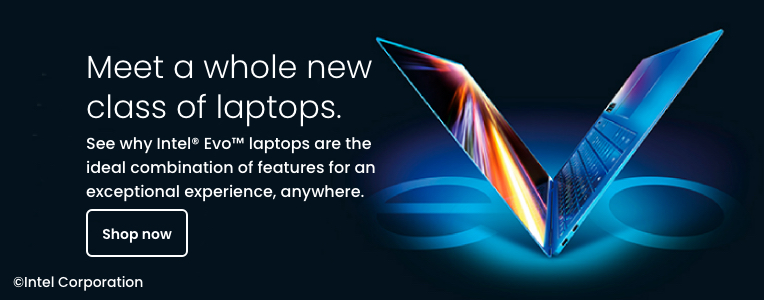 Meet a whole new
class of laptops.
See why Intel® Evo™ laptops are the
ideal combination of features for an
exceptional experience, anywhere.
Shop now
©Intel Corporation